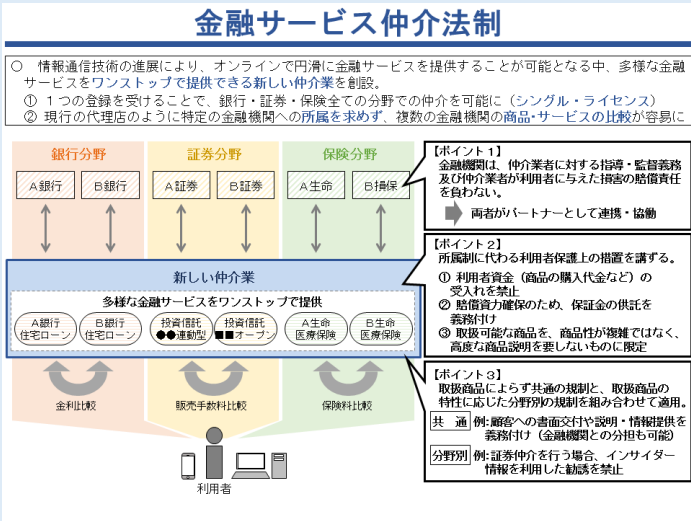 金融サービス仲介法制
○ 情報通信技術の進展により、オンラインで円滑に金融サービスを提供することが可能となる中、多様な金融
サービスをワンストップで提供できる新しい仲介業を創設。
① １つの登録を受けることで、銀行・証券・保険全ての分野での仲介を可能に（シングル・ライセンス）
② 現行の代理店のように特定の金融機関への所属を求めず、複数の金融機関の商品・サービスの比較が容易に
銀行分野
証券分野
保険分野
A銀行
B銀行
A証券
B証券
A生命
B損保
新しい仲介業
多様な金融サービスをワンストップで提供
A銀行
住宅ローン
B銀行
住宅ローン
投資信託
●●連動型
投資信託
■■オープン
A生命
医療保険
B生命
医療保険
金利比較
販売手数料比較
保険料比較
利用者
【ポイント１】
金融機関は、仲介業者に対する指導・監督義務
及び仲介業者が利用者に与えた損害の賠償責任
を負わない。
両者がパートナーとして連携・協働
【ポイント２】
所属制に代わる利用者保護上の措置を講ずる。
① 利用者資金（商品の購入代金など）の
受入れを禁止
② 賠償資力確保のため、保証金の供託を
義務付け
③ 取扱可能な商品を、商品性が複雑ではなく、
高度な商品説明を要しないものに限定
【ポイント３】
取扱商品によらず共通の規制と、取扱商品の
特性に応じた分野別の規制を組み合わせて適用。
共 通 例：顧客への書面交付や説明・情報提供を
義務付け（金融機関との分担も可能）
分野別 例：証券仲介を行う場合、インサイダー
情報を利用した勧誘を禁止